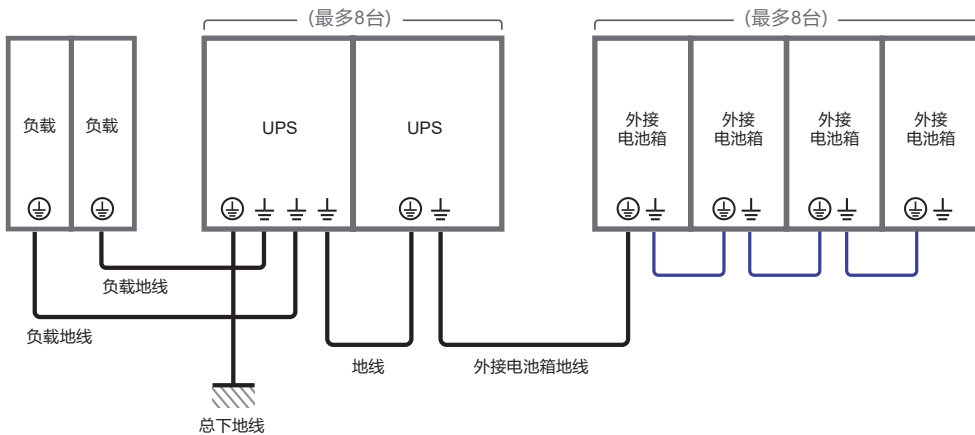 (最多8台)
(最多8台)
负载
负载
UPS
UPS
外接
电池箱
外接
电池箱
外接
电池箱
外接
电池箱
负载地线
负载地线
地线
外接电池箱地线
总下地线